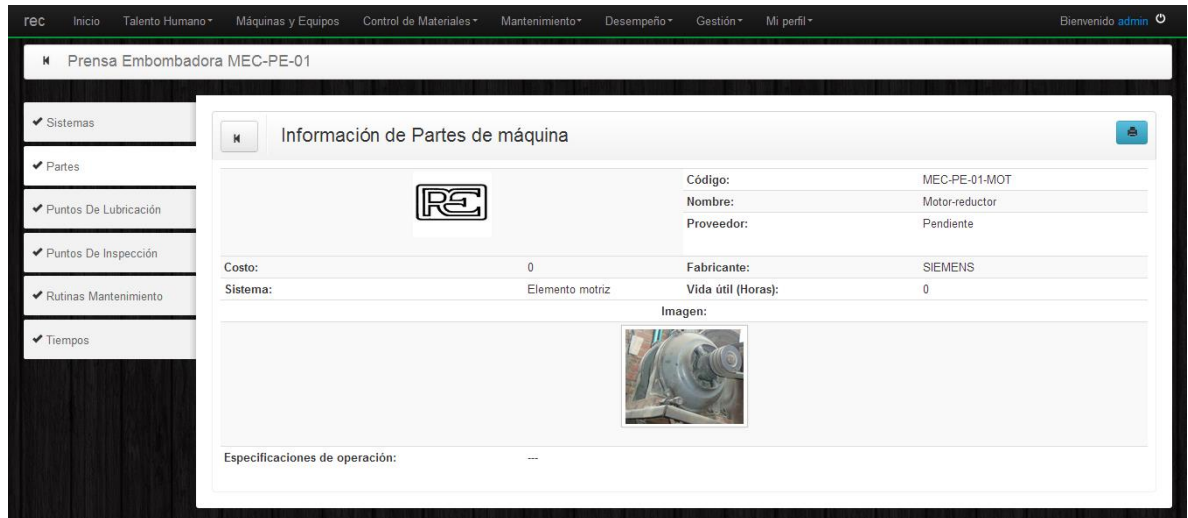 rec Inicio Talento Humano Máquinas y Equipos Control de Materiales Mantenimiento Desempeño Gestión Mi perfil Bienvenido admin
Prensa Embombadora MEC-PE-01
Sistemas
Partes
Puntos De Lubricación
Puntos De Inspección
Rutinas Mantenimiento
Tiempos
Información de Partes de máquina
REC
Código: MEC-PE-01-MOT
Nombre: Motor-reductor
Proveedor: Pendiente
Costo: 0 Fabricante: SIEMENS
Sistema: Elemento motriz Vida útil (Horas): 0
Imagen:
Especificaciones de operación: ---